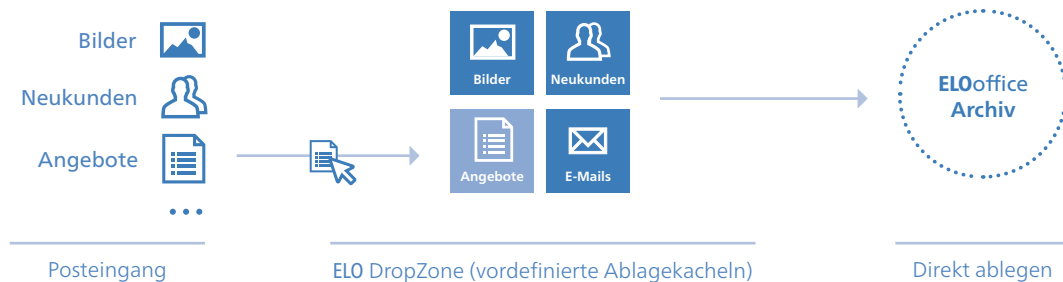 Bilder
Neukunden
Angebote
Bilder
Neukunden
Angebote
E-Mails
ELOoffice
Archiv
Posteingang
ELO DropZone (vordefinierte Ablagekacheln)
Direkt ablegen